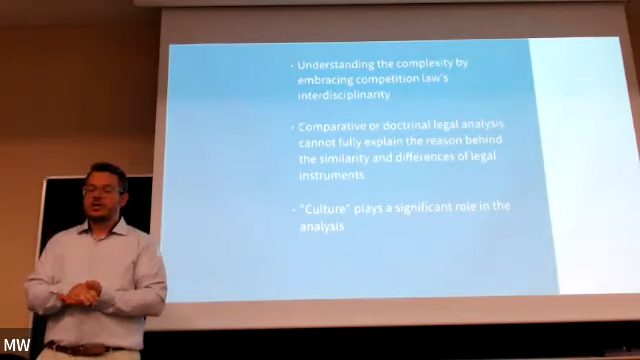 · Understanding the complexity by
embracing competition law's
interdisciplinarity
· Comparative or doctrinal legal analysis
cannot fully explain the reason behind
the similarity and differences of legal
instruments
· "Culture" plays a significant role in the
analysis
MW